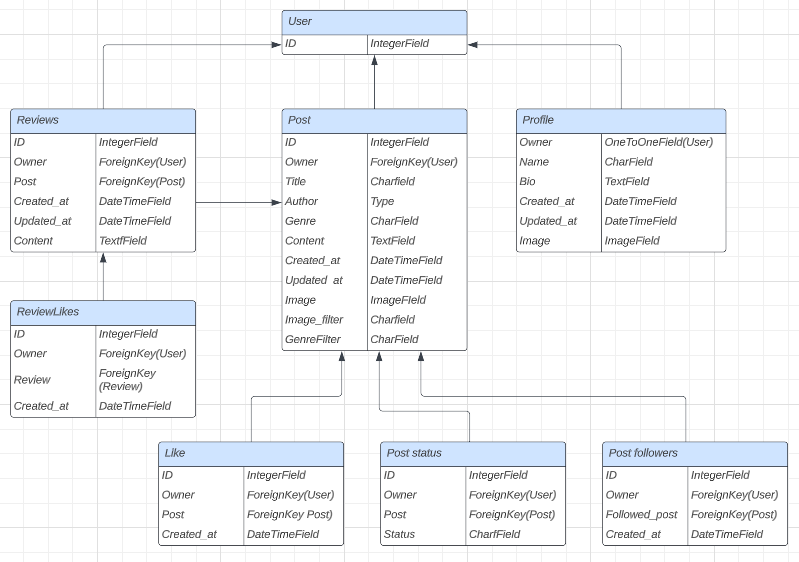 User
ID IntegerField
Reviews
ID IntegerField
Owner ForeignKey(User)
Post ForeignKey(Post)
Created_at DateTimeField
Updated_at DateTimeField
Content TextfField
Post
ID IntegerField
Owner ForeignKey(User)
Title Charfield
Author Type
Genre CharField
Content TextField
Created_at DateTimeField
Updated at DateTimeField
Image ImageFIeld
Image_filter Charfield
GenreFilter CharField
Profile
Owner OneToOneField(User)
Name CharField
Bio TextField
Created_at DateTimeField
Updated_at DateTimeField
Image ImageField
ReviewLikes
ID IntegerField
Owner ForeignKey(User)
Review ForeignKey
(Review)
Created_at DateTimeField
Like
ID IntegerField
Owner ForeignKey(User)
Post ForeignKey Post)
Created_at DateTimeField
Post status
ID IntegerField
Owner ForeignKey(User)
Post ForeignKey(Post)
Status CharfField
Post followers
ID IntegerField
Owner ForeignKey(User)
Followed_post ForeignKey(Post)
Created_at DateTimeField